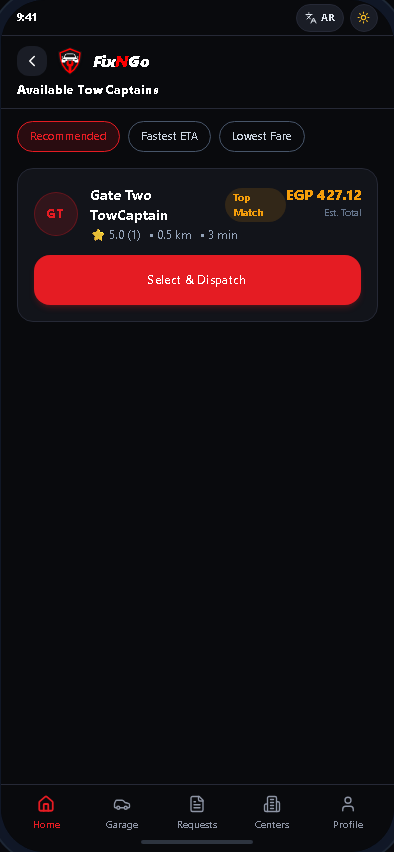 9:41
AR
FixNGo
Available Tow Captains
Recommended
Fastest ETA
Lowest Fare
GT
Gate Two
TowCaptain
Top
Match
EGP 427.12
Est. Total
5.0 (1) • 0.5 km • 3 min
Select & Dispatch
Home
Garage
Requests
Centers
Profile